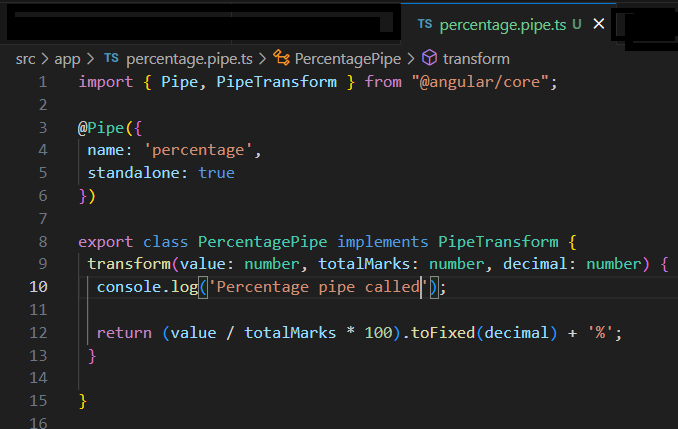 TS percentage.pipe.ts U ×
src > app > TS percentage.pipe.ts > PercentagePipe > transform
1 import { Pipe, PipeTransform } from "@angular/core";
2
3 @Pipe({
4 name: 'percentage',
5 standalone: true
6 })
7
8 export class PercentagePipe implements PipeTransform {
9 transform(value: number, totalMarks: number, decimal: number) {
10 console.log('Percentage pipe called');
11
12 return (value / totalMarks * 100).toFixed(decimal) + '%';
13 }
14
15 }
16